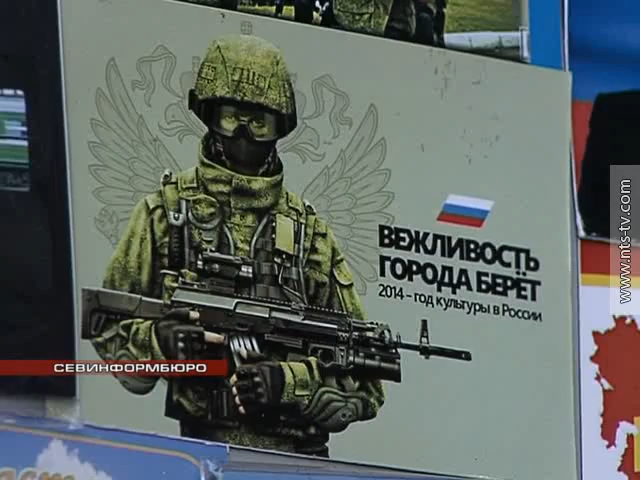 ВЕЖЛИВОСТЬ
ГОРОДА БЕРЁТ
2014 – год культуры в России
СЕВИНФОРМБЮРО
www.nts-tv.com